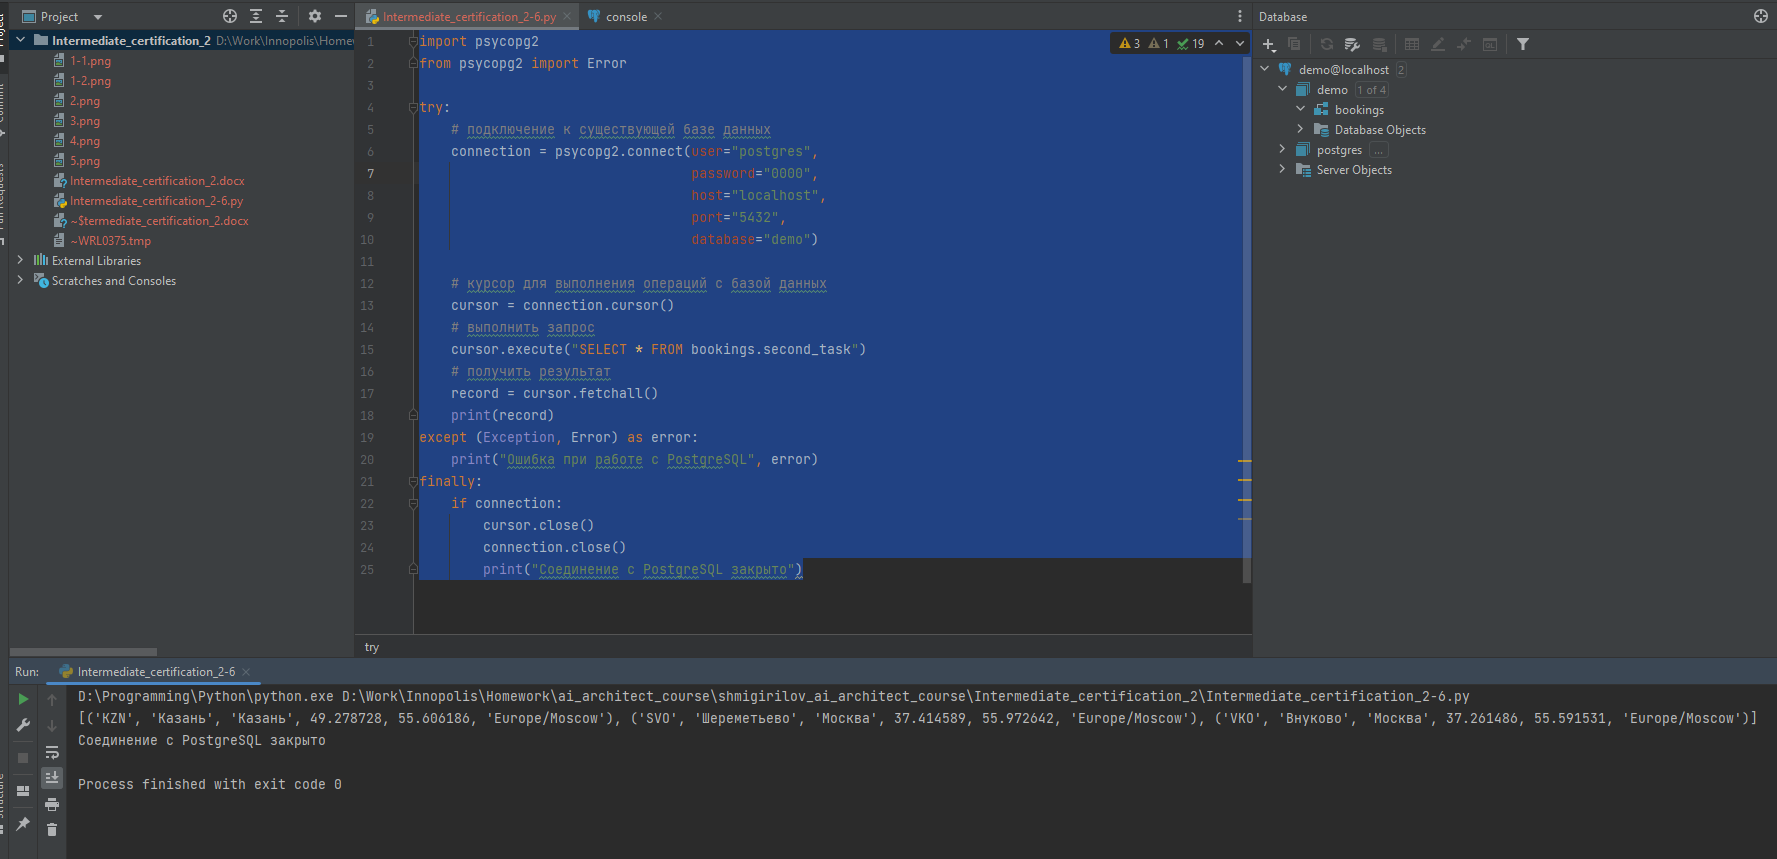 Project
Intermediate_certification_2 D:\Work\Innopolis\Home
1-1.png
1-2.png
2.png
3.png
4.png
5.png
Intermediate_certification_2.docx
Intermediate_certification_2-6.py
~$termediate_certification_2.docx
~WRL0375.tmp
External Libraries
Scratches and Consoles
Intermediate_certification_2-6.py
console
3 1 19
1 import psycopg2
2 from psycopg2 import Error
3
4 try:
5 # подключение к существующей базе данных
6 connection = psycopg2.connect(user="postgres",
7 password="0000",
8 host="localhost",
9 port="5432",
10 database="demo")
11
12 # курсор для выполнения операций с базой данных
13 cursor = connection.cursor()
14 # выполнить запрос
15 cursor.execute("SELECT * FROM bookings.second_task")
16 # получить результат
17 record = cursor.fetchall()
18 print(record)
19 except (Exception, Error) as error:
20 print("Ошибка при работе с PostgreSQL", error)
21 finally:
22 if connection:
23 cursor.close()
24 connection.close()
25 print("Соединение с PostgreSQL закрыто")
try
Database
demo@localhost 2
demo 1 of 4
bookings
Database Objects
postgres ...
Server Objects
Run: Intermediate_certification_2-6
D:\Programming\Python\python.exe D:\Work\Innopolis\Homework\ai_architect_course\shmigirilov_ai_architect_course\Intermediate_certification_2\Intermediate_certification_2-6.py
[('KZN', 'Казань', 'Казань', 49.278728, 55.606186, 'Europe/Moscow'), ('SVO', 'Шереметьево', 'Москва', 37.414589, 55.972642, 'Europe/Moscow'), ('VKO', 'Внуково', 'Москва', 37.261486, 55.591531, 'Europe/Moscow')]
Соединение с PostgreSQL закрыто
Process finished with exit code 0